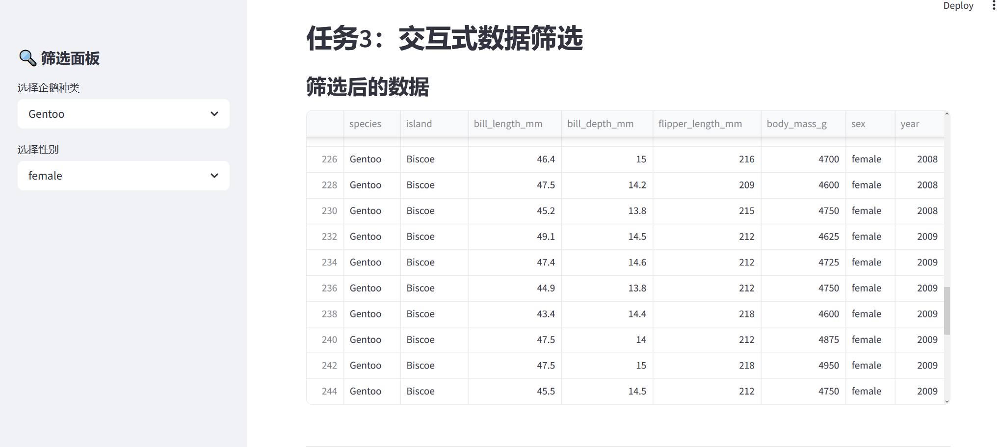 Deploy
🔍 筛选面板
选择企鹅种类
Gentoo
选择性别
female
任务3：交互式数据筛选
筛选后的数据
species island bill_length_mm bill_depth_mm flipper_length_mm body_mass_g sex year
226 Gentoo Biscoe 46.4 15 216 4700 female 2008
228 Gentoo Biscoe 47.5 14.2 209 4600 female 2008
230 Gentoo Biscoe 45.2 13.8 215 4750 female 2008
232 Gentoo Biscoe 49.1 14.5 212 4625 female 2009
234 Gentoo Biscoe 47.4 14.6 212 4725 female 2009
236 Gentoo Biscoe 44.9 13.8 212 4750 female 2009
238 Gentoo Biscoe 43.4 14.4 218 4600 female 2009
240 Gentoo Biscoe 47.5 14 212 4875 female 2009
242 Gentoo Biscoe 47.5 15 218 4950 female 2009
244 Gentoo Biscoe 45.5 14.5 212 4750 female 2009